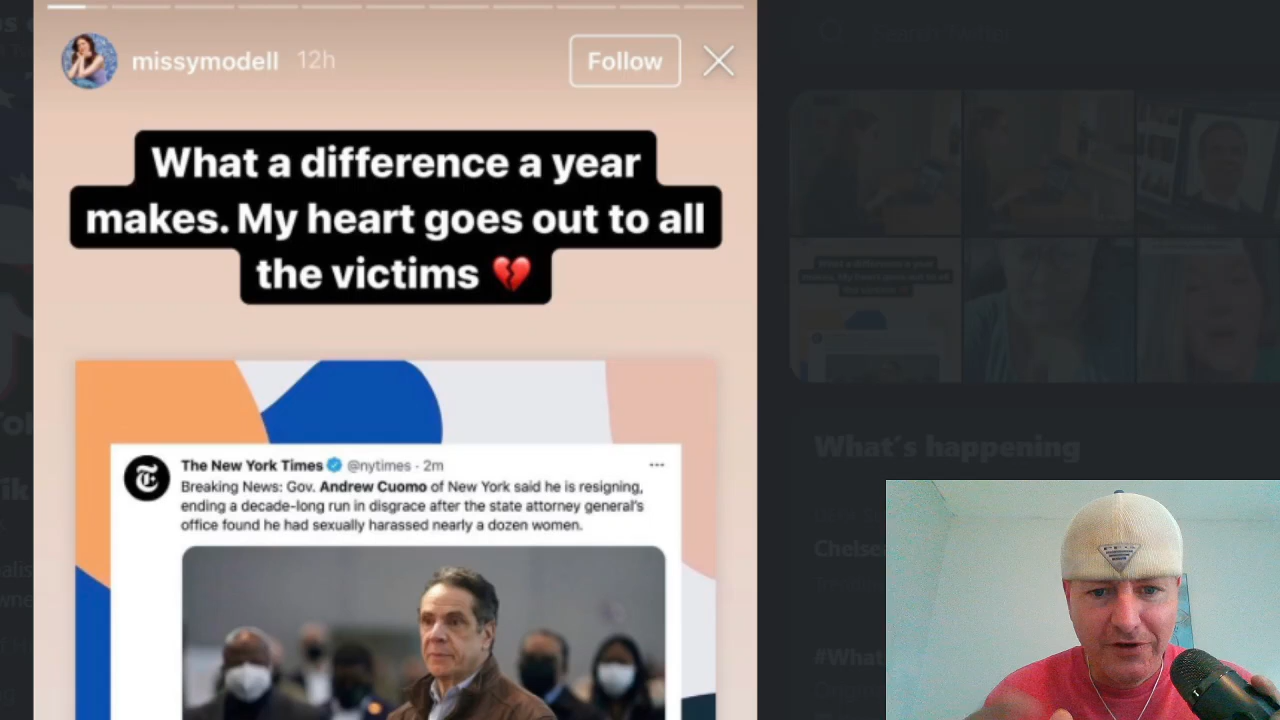 missymodell 12h
Follow
What a difference a year
makes. My heart goes out to all
the victims 💔
The New York Times @nytimes · 2m
Breaking News: Gov. Andrew Cuomo of New York said he is resigning,
ending a decade-long run in disgrace after the state attorney general's
office found he had sexually harassed nearly a dozen women.
What's happening
Chelsea
#What